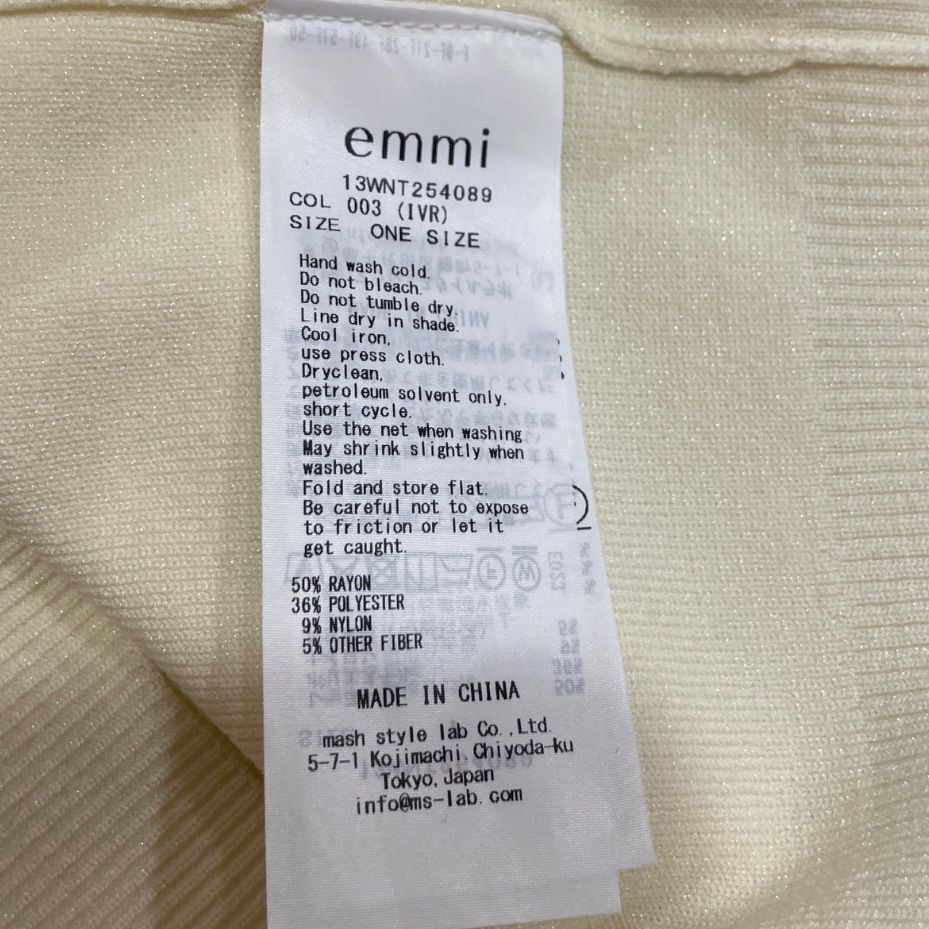 emmi
13WNT254089
COL 003 (IVR)
SIZE ONE SIZE
Hand wash cold.
Do not bleach.
Do not tumble dry.
Line dry in shade.
Cool iron,
use press cloth.
Dryclean,
petroleum solvent only,
short cycle.
Use the net when washing
May shrink slightly when
washed.
Fold and store flat.
Be careful not to expose
to friction or let it
get caught.
50% RAYON
36% POLYESTER
9% NYLON
5% OTHER FIBER
MADE IN CHINA
mash style lab Co.,Ltd.
5-7-1 Kojimachi, Chiyoda-ku
Tokyo, Japan
info@ms-lab.com